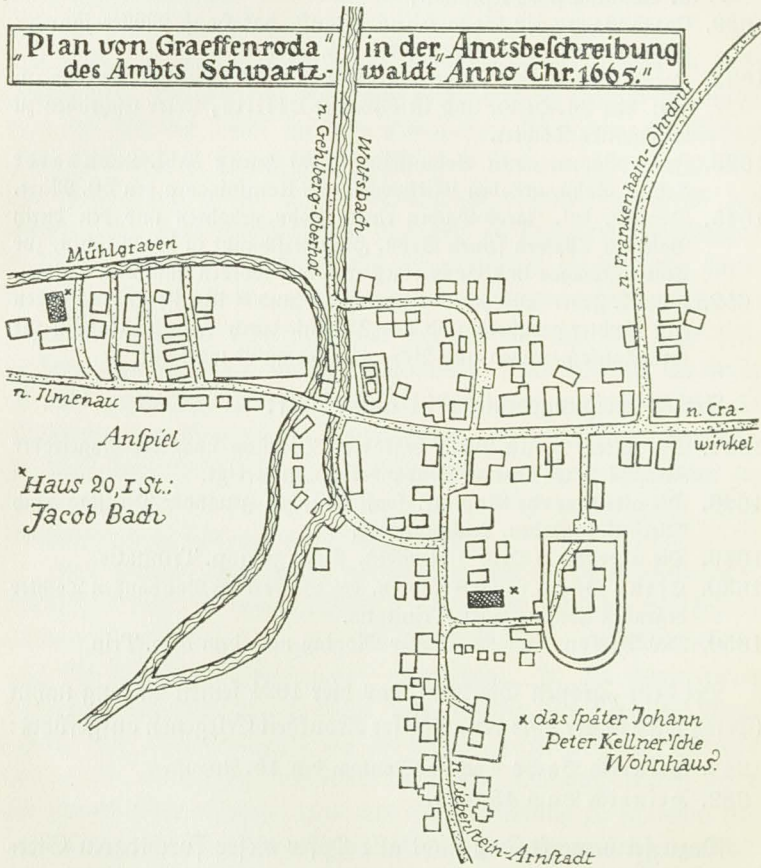 „Plan von Graeffenroda“ in der „Amtsbeſchreibung
des Ambts Schwartz- waldt Anno Chr. 1665.“
n. Gehlberg-Oberhof
Wolfsbach
n. Frankenhain-Ohrdruf
Mühlgraben
n. Ilmenau
Anſpiel
n. Cra-
winkel
x Haus 20, I St.:
Jacob Bach
x das ſpäter Johann
Peter Kellner'ſche
Wohnhaus?
n. Liebenſtein-Arnſtadt